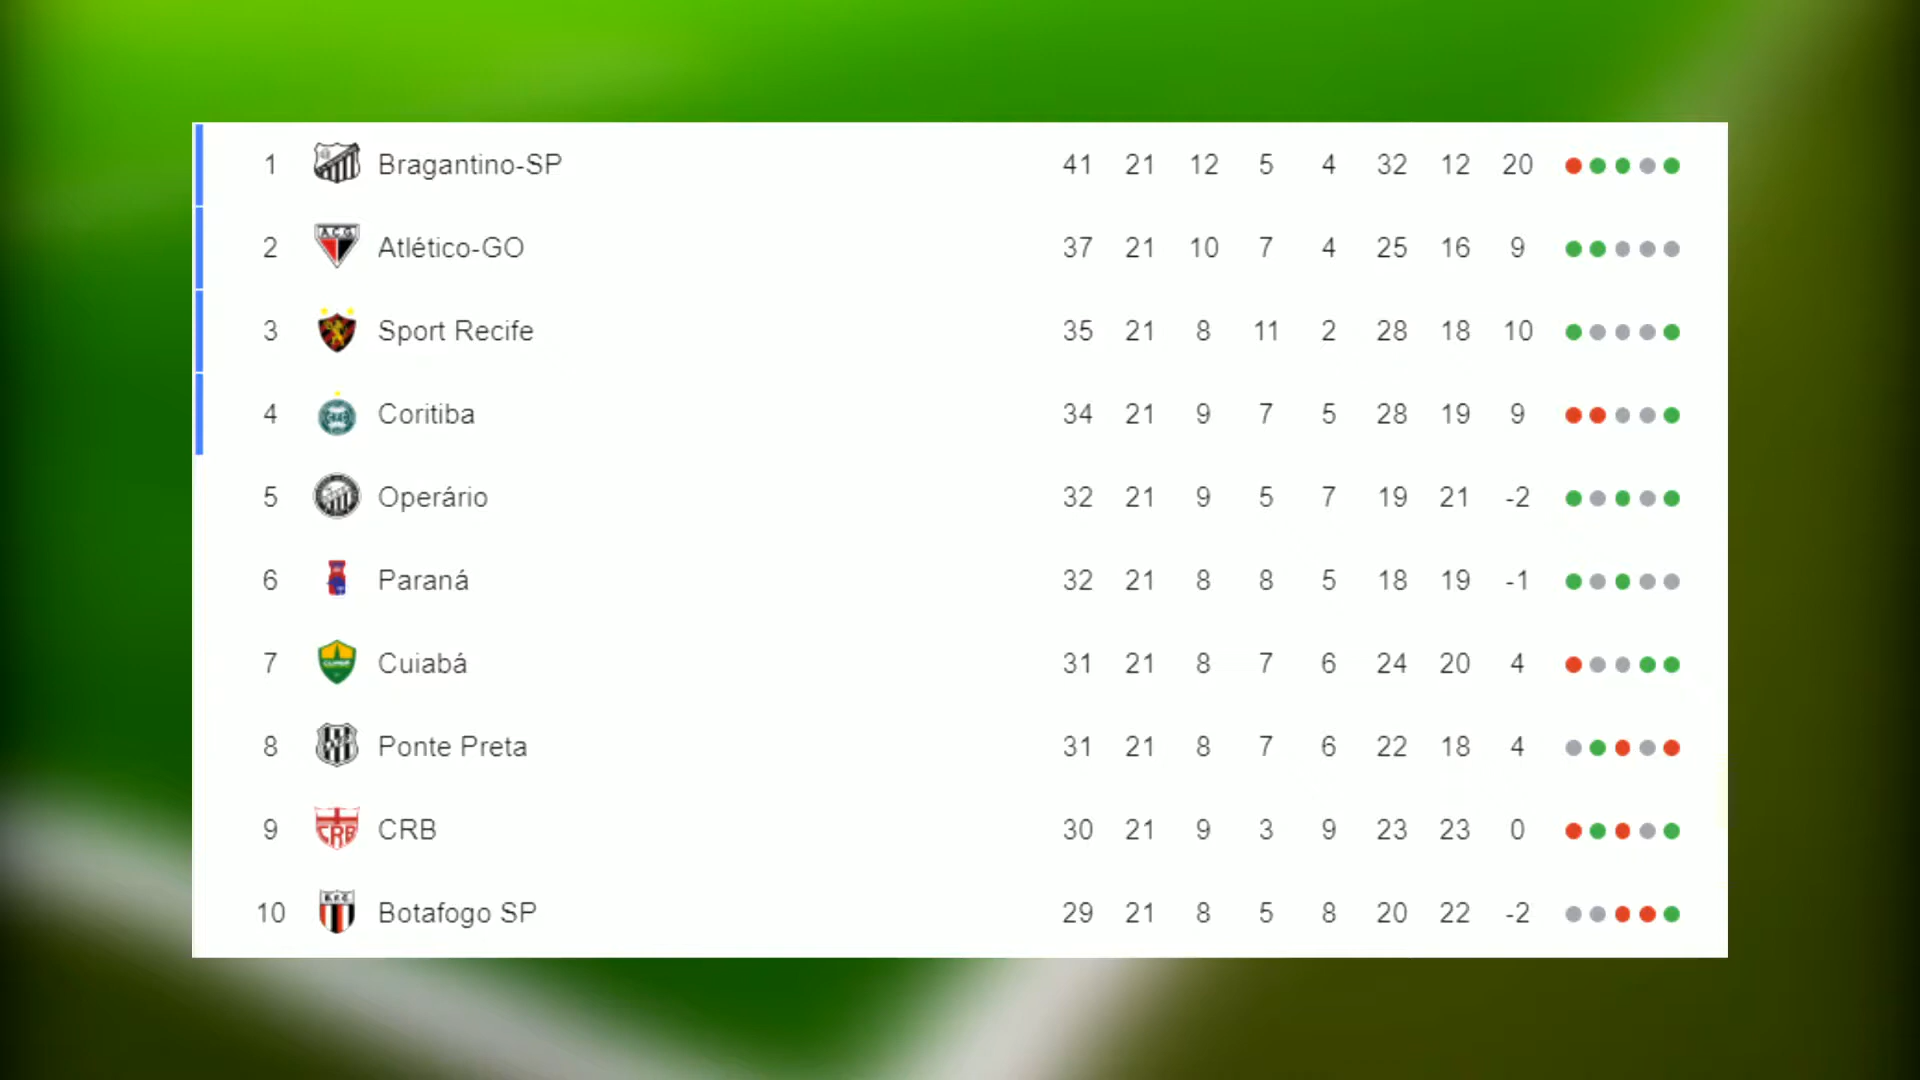 1 Bragantino-SP 41 21 12 5 4 32 12 20
2 Atlético-GO 37 21 10 7 4 25 16 9
3 Sport Recife 35 21 8 11 2 28 18 10
4 Coritiba 34 21 9 7 5 28 19 9
5 Operário 32 21 9 5 7 19 21 -2
6 Paraná 32 21 8 8 5 18 19 -1
7 Cuiabá 31 21 8 7 6 24 20 4
8 Ponte Preta 31 21 8 7 6 22 18 4
9 CRB CRB 30 21 9 3 9 23 23 0
10 Botafogo SP 29 21 8 5 8 20 22 -2